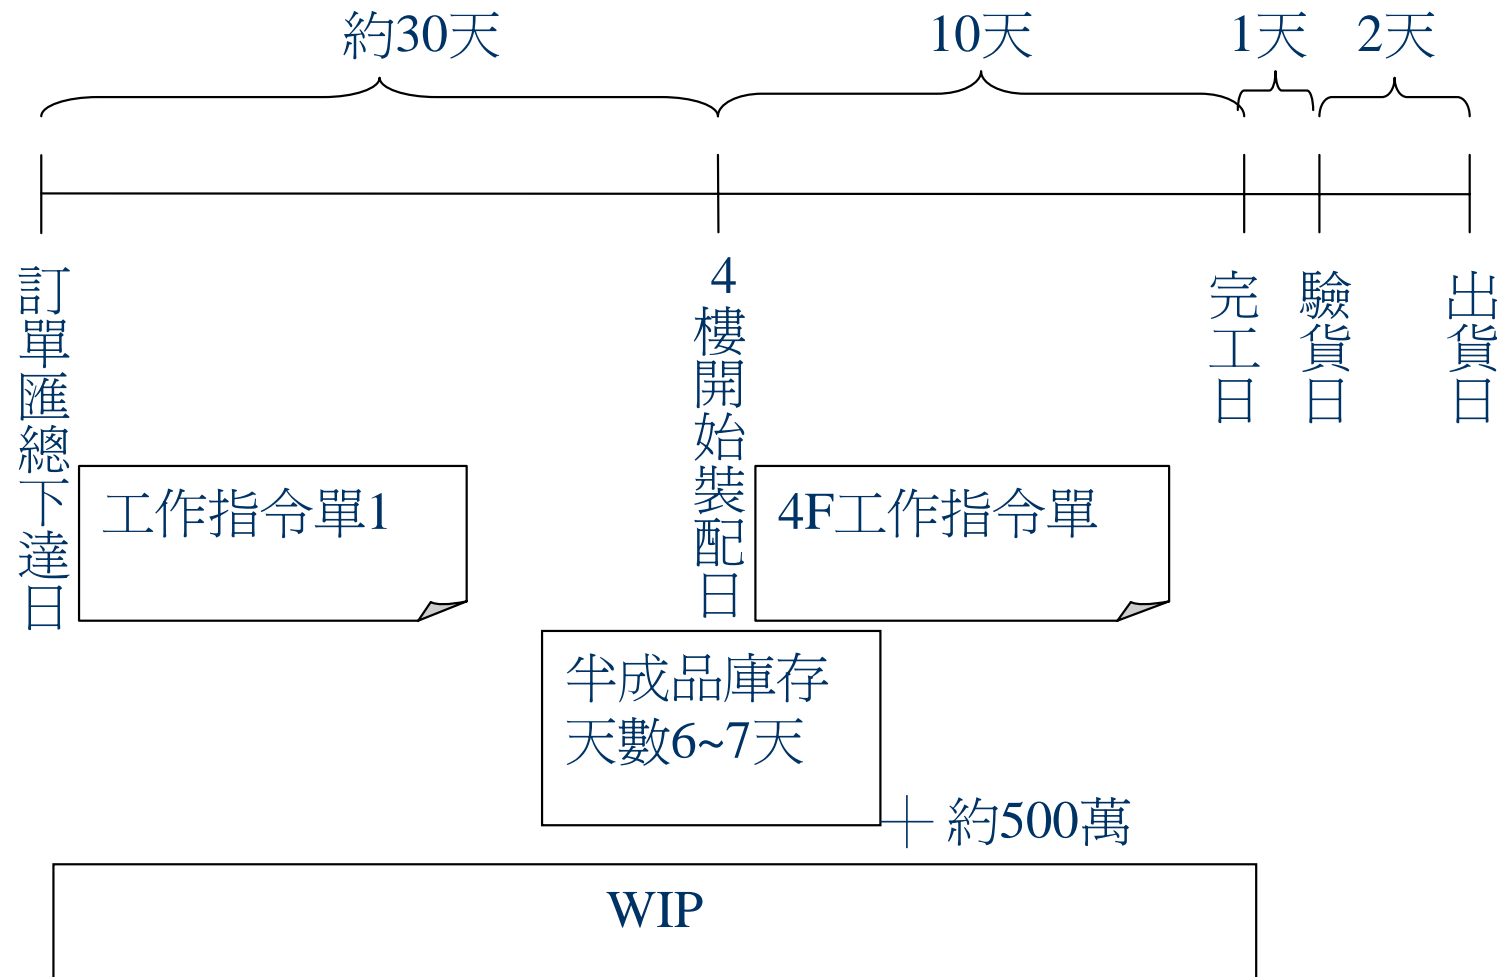 約30天
10天
1天
2天
訂單匯總下達日
4樓開始裝配日
完工日
驗貨日
出貨日
工作指令單1
4F工作指令單
半成品庫存
天數6~7天
＋約500萬
WIP